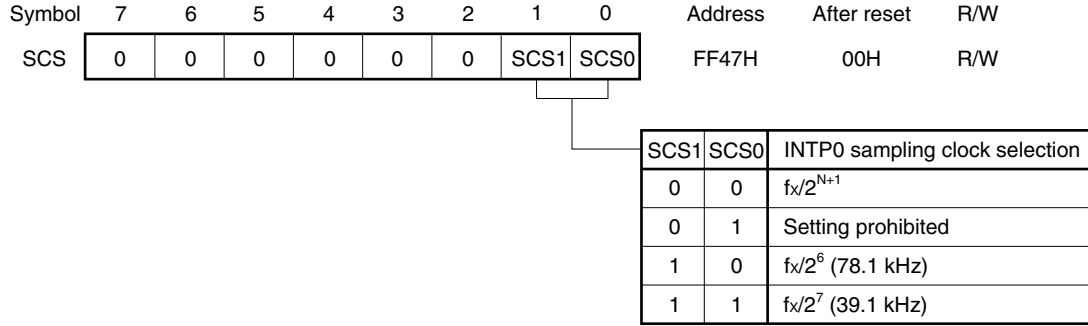 Symbol 7 6 5 4 3 2 1 0 Address After reset R/W
SCS 0 0 0 0 0 0 SCS1 SCS0 FF47H 00H R/W
SCS1 SCS0 INTP0 sampling clock selection
0 0 fx/2^N+1
0 1 Setting prohibited
1 0 fx/2^6 (78.1 kHz)
1 1 fx/2^7 (39.1 kHz)